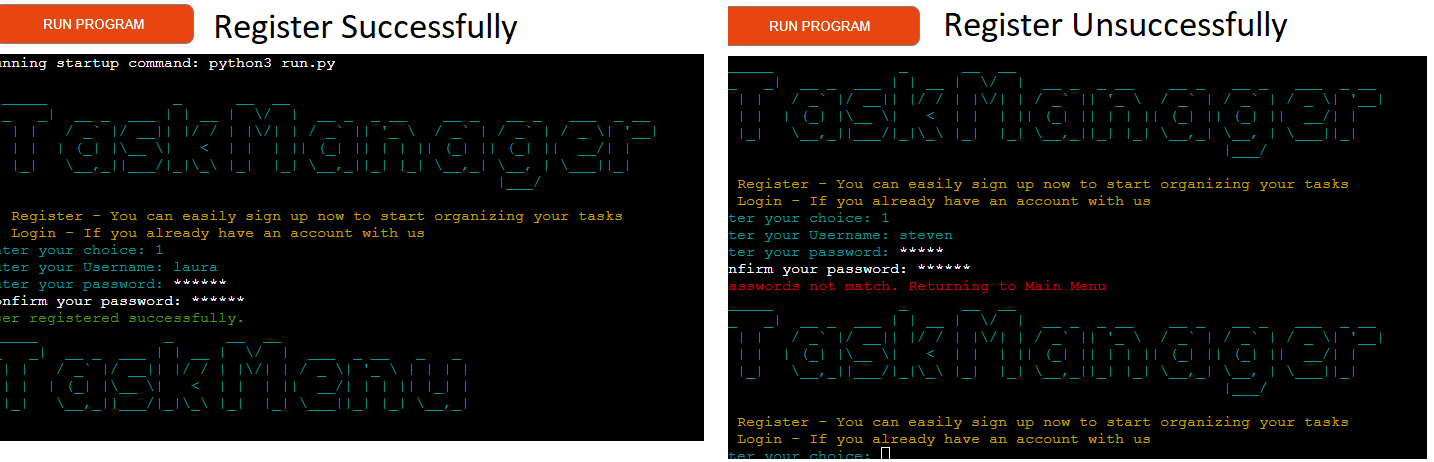 RUN PROGRAM
Register Successfully
unning startup command: python3 run.py
TaskManager
Register - You can easily sign up now to start organizing your tasks
Login - If you already have an account with us
nter your choice: 1
nter your Username: laura
nter your password: ******
onfirm your password: ******
ser registered successfully.
TaskMenu
RUN PROGRAM
Register Unsuccessfully
TaskManager
Register - You can easily sign up now to start organizing your tasks
Login - If you already have an account with us
ter your choice: 1
ter your Username: steven
ter your password: *****
nfirm your password: ******
asswords not match. Returning to Main Menu
TaskManager
Register - You can easily sign up now to start organizing your tasks
Login - If you already have an account with us
ter your choice: